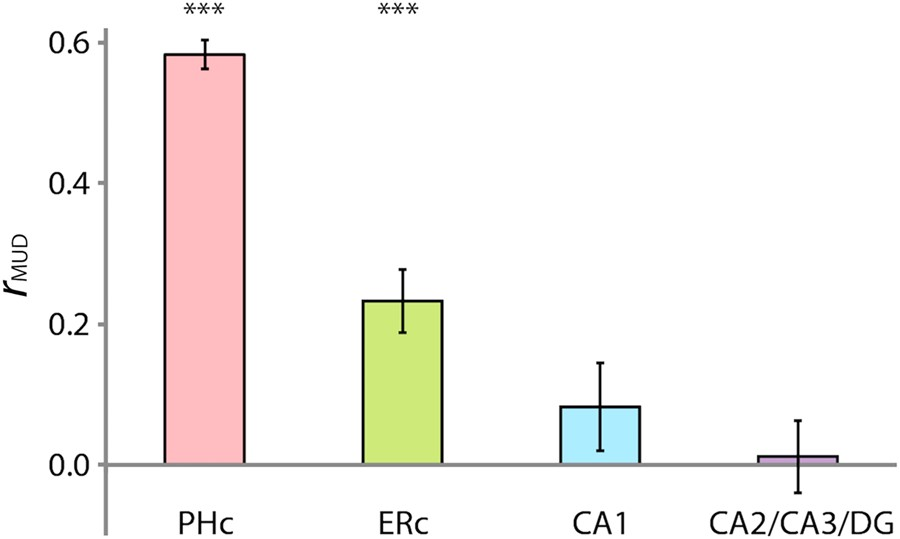 *** ***
0.6
0.4
0.2
0.0
rMUD
PHc ERc CA1 CA2/CA3/DG